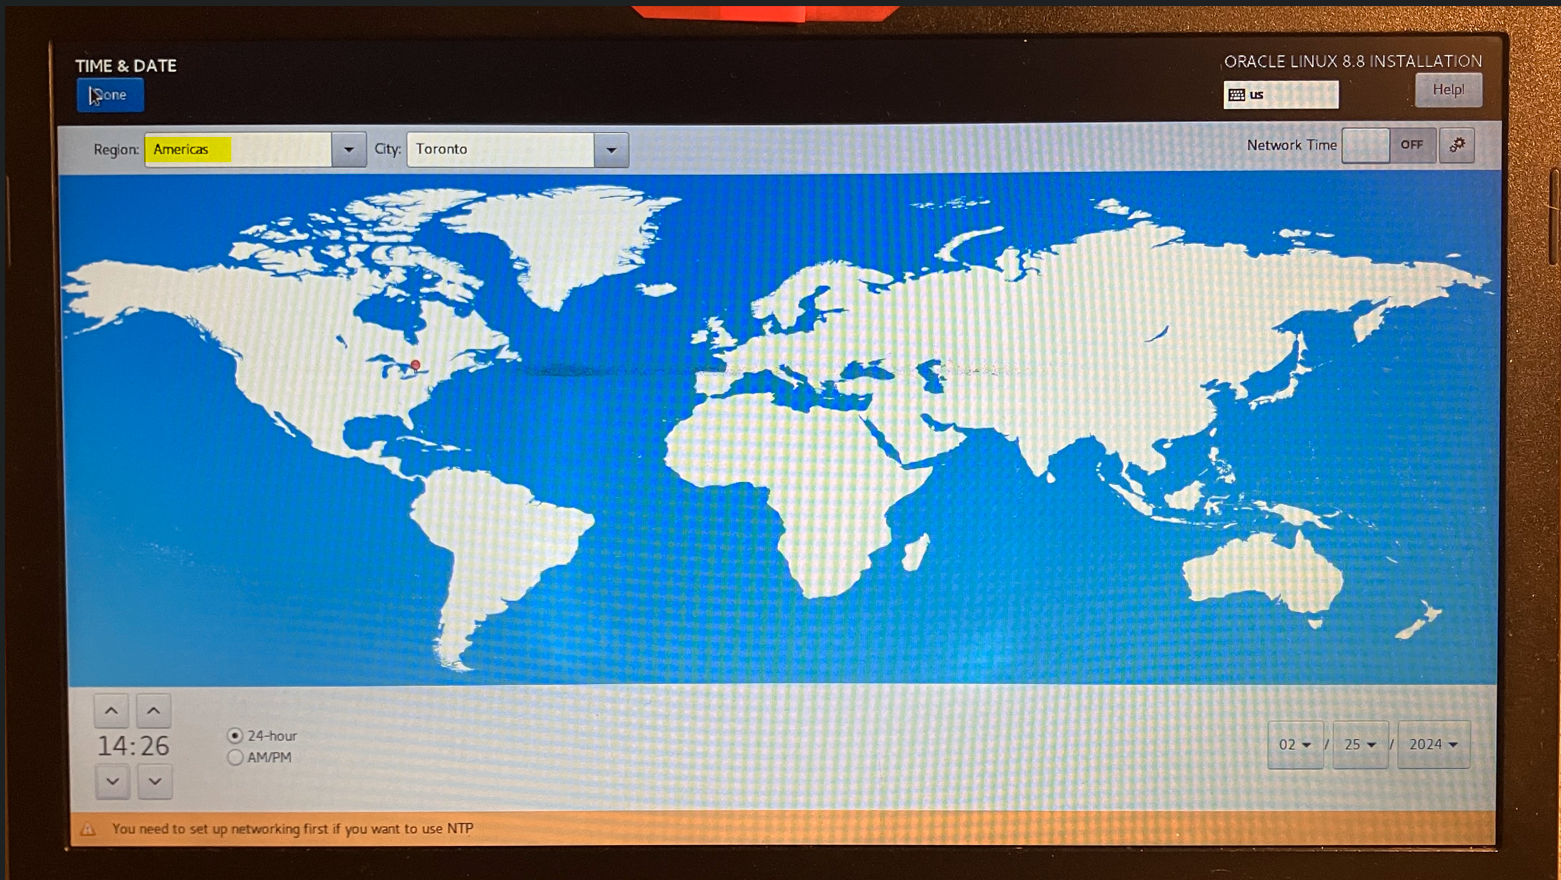 TIME & DATE
ORACLE LINUX 8.8 INSTALLATION
Done
us
Help!
Region:
Americas
City:
Toronto
Network Time
OFF
14:26
24-hour
AM/PM
02 / 25 / 2024
You need to set up networking first if you want to use NTP